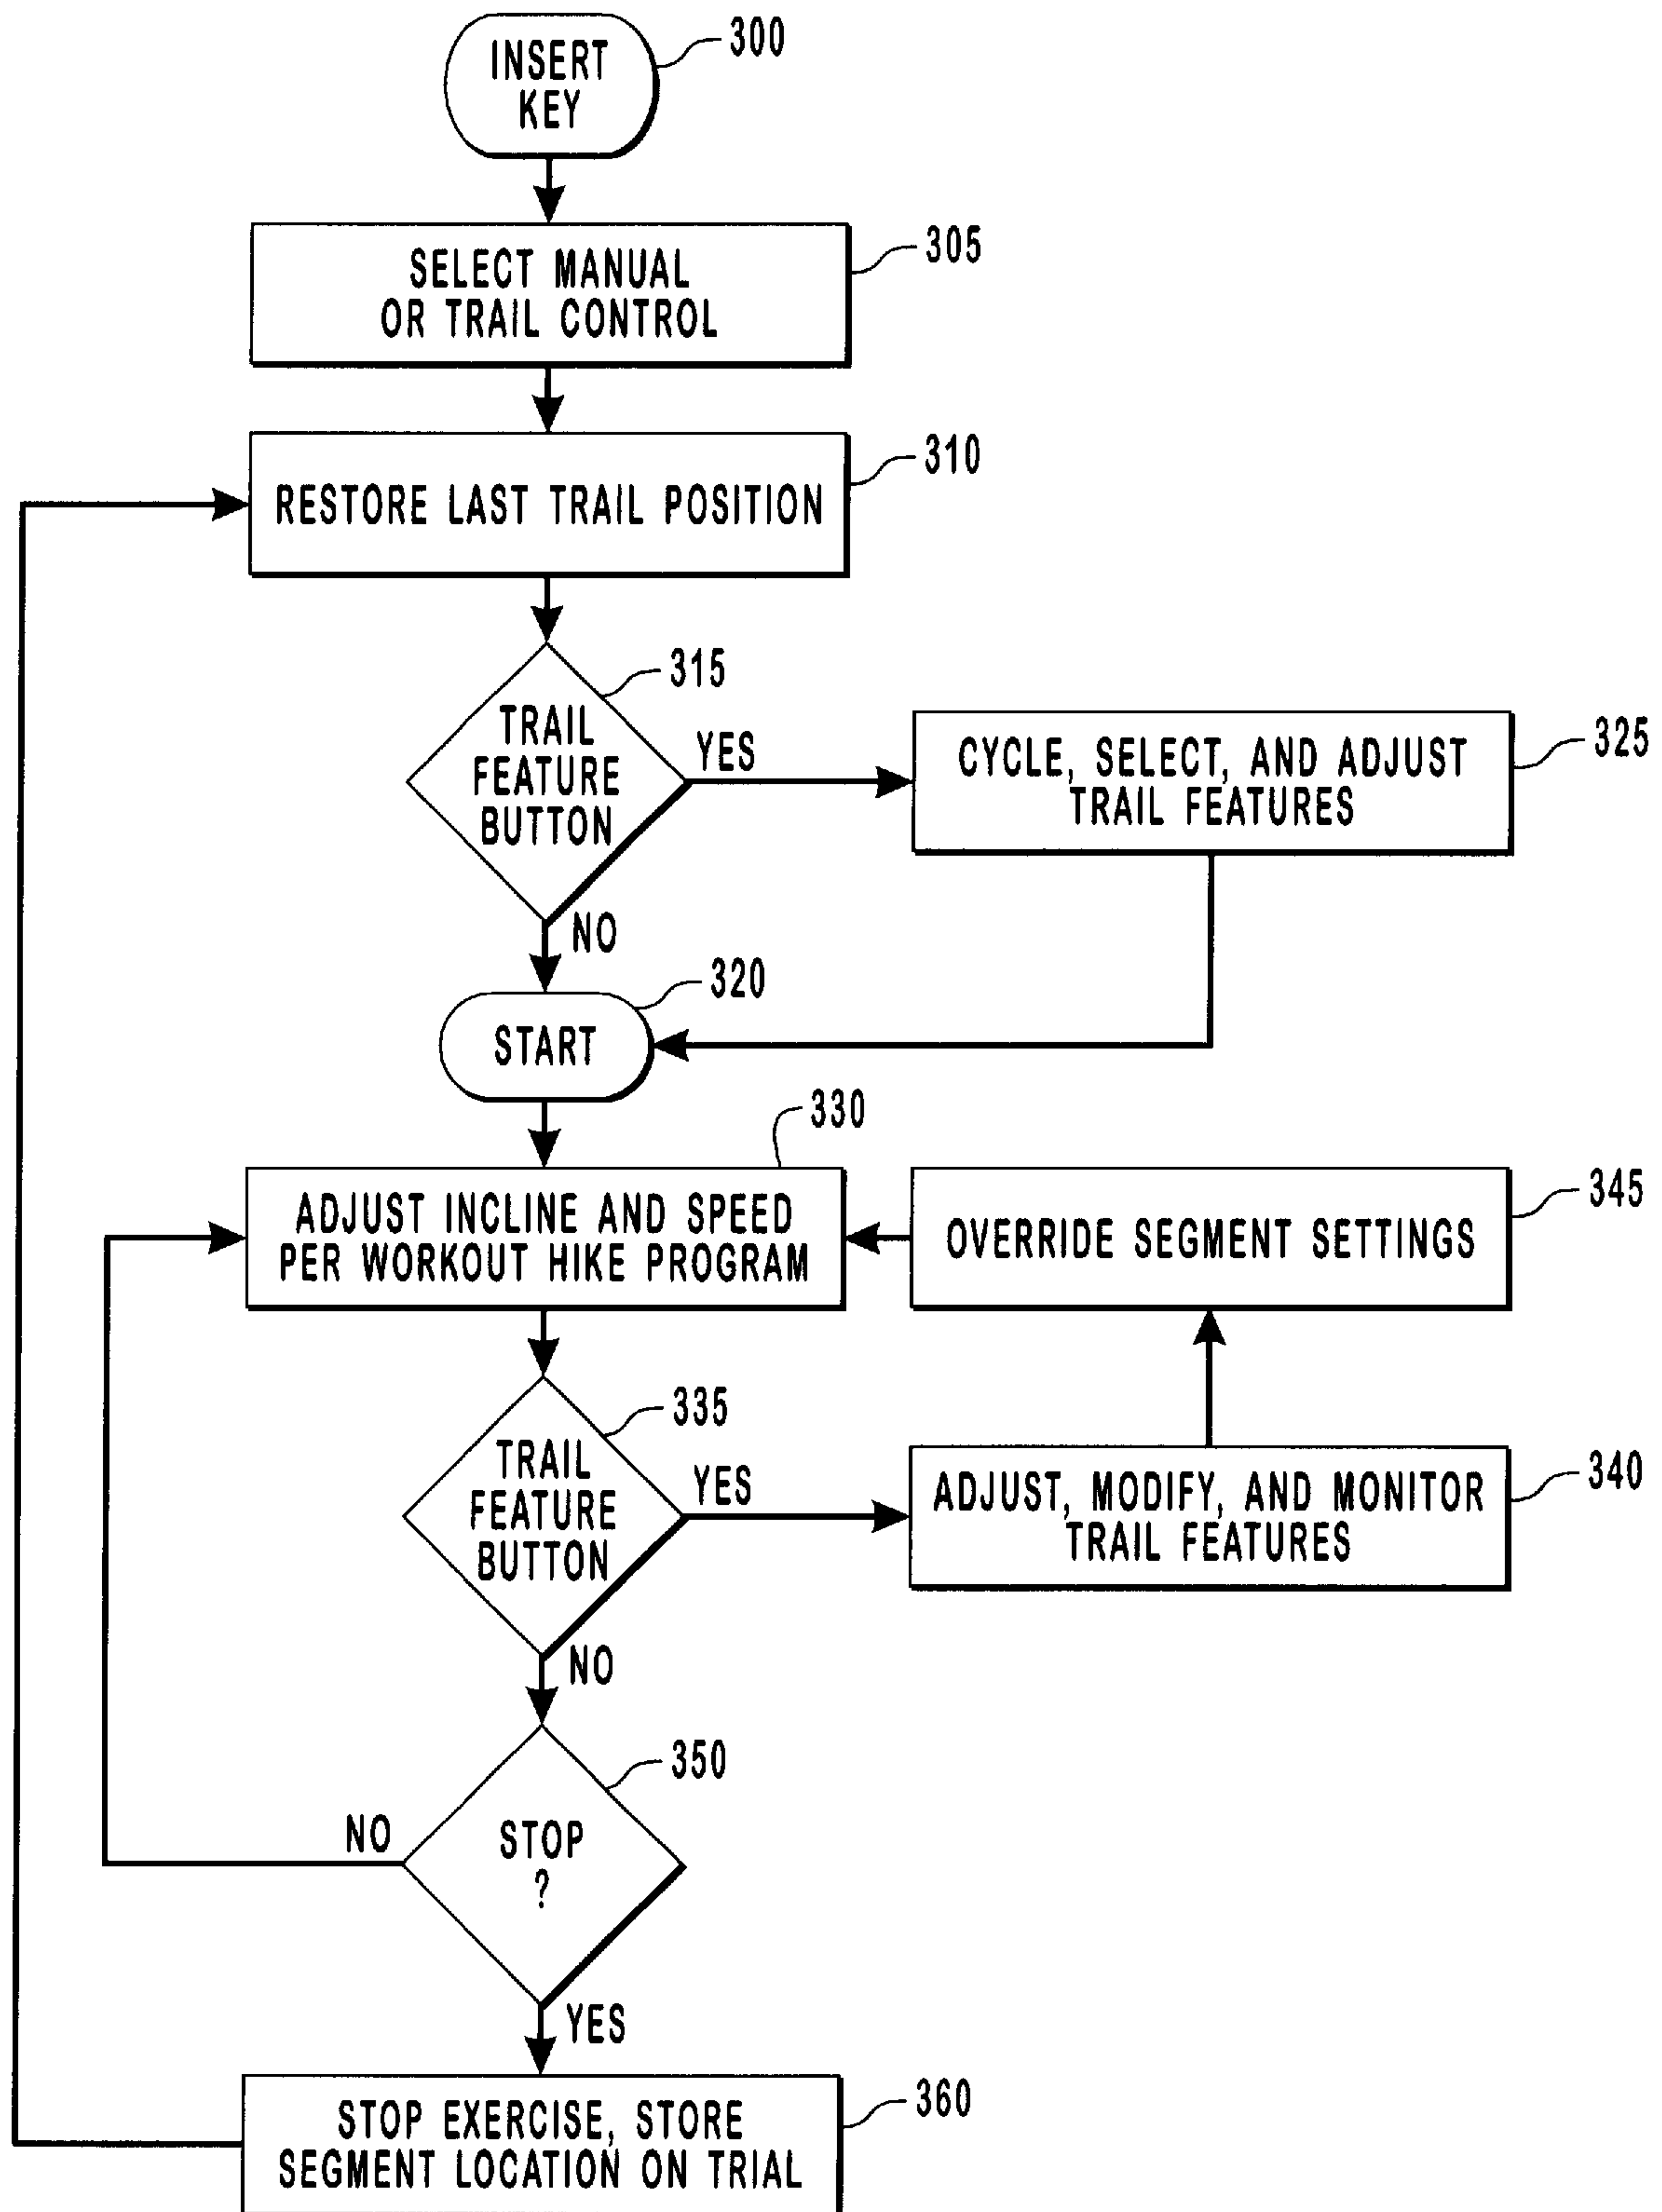 INSERT
KEY
300
SELECT MANUAL
OR TRAIL CONTROL
305
RESTORE LAST TRAIL POSITION
310
TRAIL
FEATURE
BUTTON
315
YES
CYCLE, SELECT, AND ADJUST
TRAIL FEATURES
325
NO
START
320
ADJUST INCLINE AND SPEED
PER WORKOUT HIKE PROGRAM
330
OVERRIDE SEGMENT SETTINGS
345
TRAIL
FEATURE
BUTTON
335
YES
ADJUST, MODIFY, AND MONITOR
TRAIL FEATURES
340
NO
STOP
?
350
NO
YES
STOP EXERCISE, STORE
SEGMENT LOCATION ON TRIAL
360